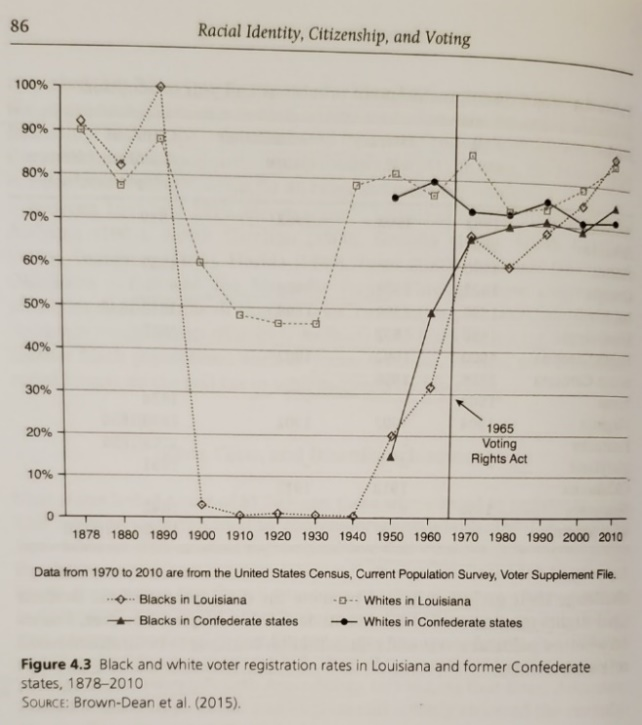 86
Racial Identity, Citizenship, and Voting
100%
90%
80%
70%
60%
50%
40%
30%
20%
10%
0
1965
Voting
Rights Act
1878 1880 1890 1900 1910 1920 1930 1940 1950 1960 1970 1980 1990 2000 2010
Data from 1970 to 2010 are from the United States Census, Current Population Survey, Voter Supplement File.
Blacks in Louisiana Whites in Louisiana
Blacks in Confederate states Whites in Confederate states
Figure 4.3 Black and white voter registration rates in Louisiana and former Confederate
states, 1878–2010
SOURCE: Brown-Dean et al. (2015).